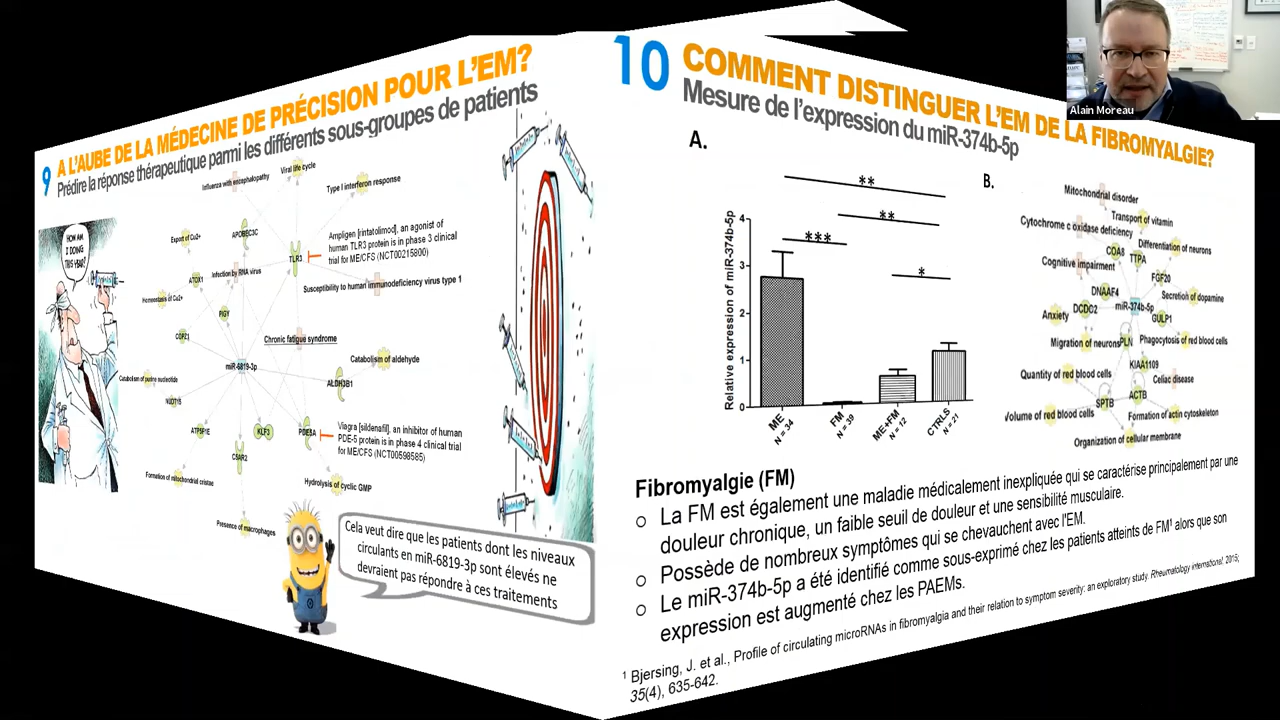 9
A L'AUBE DE LA MÉDECINE DE PRÉCISION POUR L'EM?
Prédire la réponse thérapeutique parmi les différents sous-groupes de patients
HOW AM
I DOING
THIS YEAR?
Influenza with encephalopathy
Viral life cycle
Type I interferon response
Export of Cu2+
APOBEC3C
TLR3
Ampligen [rintatolimod], an agonist of
human TLR3 protein is in phase 3 clinical
trial for ME/CFS (NCT00215800)
ATOX1
Infection by RNA virus
Susceptibility to human immunodeficiency virus type 1
Homeostasis of Cu2+
PIGY
COPZ1
Chronic fatigue syndrome
miR-6819-3p
Catabolism of aldehyde
Catabolism of purine nucleotide
ALDH3B1
NUDT16
ATP5I1E
KLF2
PDE5A
Viagra [sildenafil], an inhibitor of human
PDE-5 protein is in phase 4 clinical trial
for ME/CFS (NCT00598585)
C5AR2
Formation of mitochondrial cristae
Hydrolysis of cyclic GMP
Presence of macrophages
Cela veut dire que les patients dont les niveaux
circulants en miR-6819-3p sont élevés ne
devraient pas répondre à ces traitements
10
COMMENT DISTINGUER L'EM DE LA FIBROMYALGIE?
Mesure de l'expression du miR-374b-5p
Alain Moreau
A.
**
**
***
*
Relative expression of miR-374b-5p
4
3
2
1
0
ME
N = 34
FM
N = 39
ME+FM
N = 12
CTRLS
N = 21
B.
Mitochondrial disorder
Cytochrome c oxidase deficiency
Transport of vitamin
COA6
TTPA
Differentiation of neurons
Cognitive impairment
FGF20
DNAAF4
Secretion of dopamine
DCDC2
miR-374b-5p
Anxiety
GULP1
Migration of neurons
PLN
Phagocytosis of red blood cells
KIAA1109
Quantity of red blood cells
Celiac disease
ACTB
SPTB
Volume of red blood cells
Formation of actin cytoskeleton
Organization of cellular membrane
Fibromyalgie (FM)
o La FM est également une maladie médicalement inexpliquée qui se caractérise principalement par une
douleur chronique, un faible seuil de douleur et une sensibilité musculaire.
o Possède de nombreux symptômes qui se chevauchent avec l'EM.
o Le miR-374b-5p a été identifié comme sous-exprimé chez les patients atteints de FM¹ alors que son
expression est augmenté chez les PAEMs.
¹ Bjersing, J. et al., Profile of circulating microRNAs in fibromyalgia and their relation to symptom severity: an exploratory study. Rheumatology international. 2015;
35(4), 635-642.